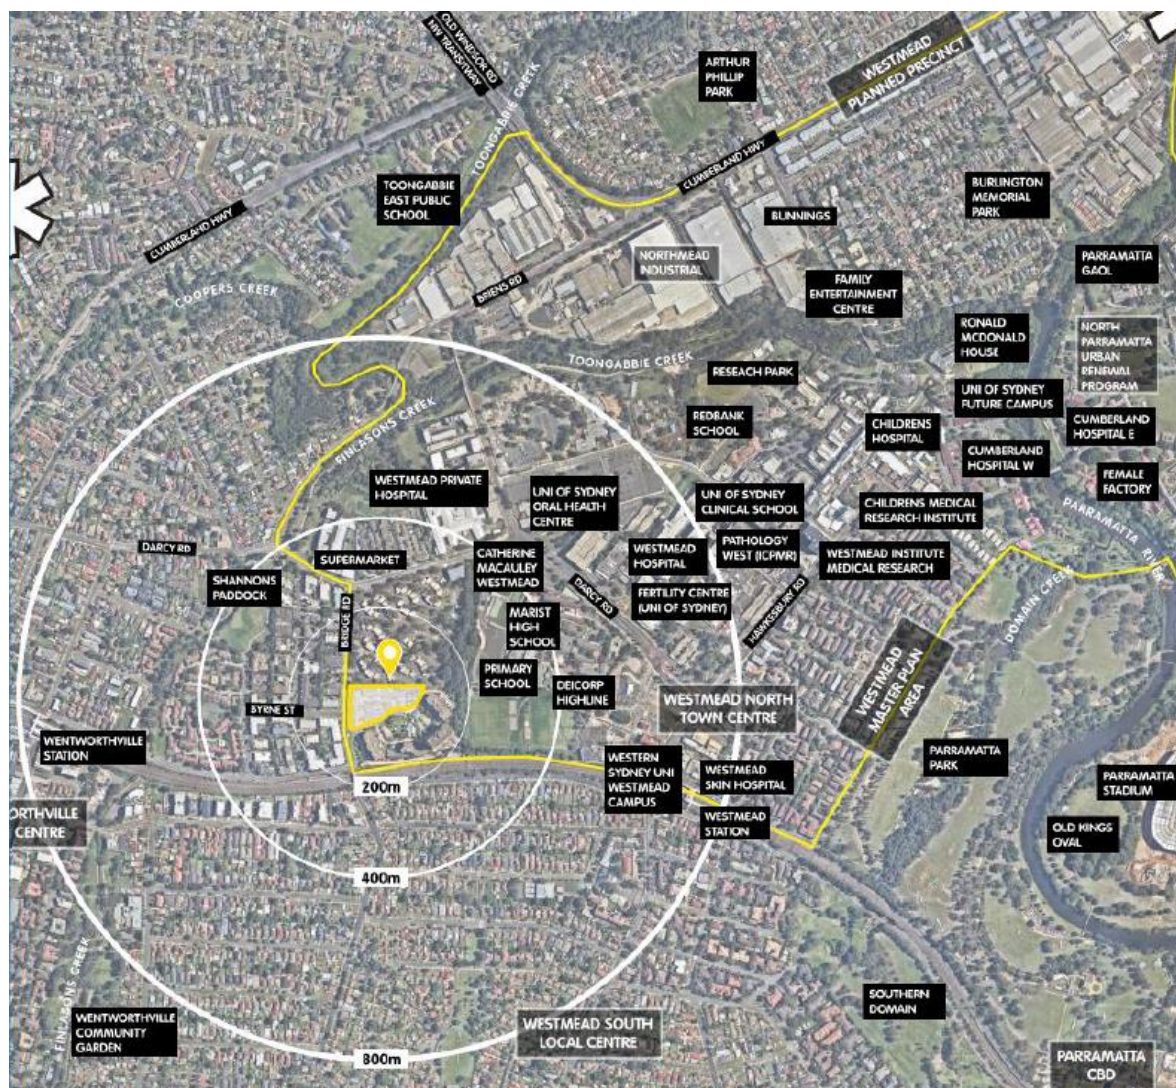 OLD WINDSOR RD
NW TRANSITWAY
TOONGABBIE CREEK
ARTHUR
PHILLIP
PARK
WESTMEAD
PLANNED PRECINCT
CUMBERLAND HWY
TOONGABBIE
EAST PUBLIC
SCHOOL
CUMBERLAND HWY
BURLINGTON
MEMORIAL
PARK
BUNNINGS
NORTHMEAD
INDUSTRIAL
PARRAMATTA
GAOL
COOPERS CREEK
BRIENS RD
FAMILY
ENTERTAINMENT
CENTRE
RONALD
MCDONALD
HOUSE
NORTH
PARRAMATTA
URBAN
RENEWAL
PROGRAM
TOONGABBIE CREEK
RESEACH PARK
UNI OF SYDNEY
FUTURE CAMPUS
FINLASONS CREEK
REDBANK
SCHOOL
CHILDRENS
HOSPITAL
CUMBERLAND
HOSPITAL E
CUMBERLAND
HOSPITAL W
WESTMEAD PRIVATE
HOSPITAL
UNI OF SYDNEY
ORAL HEALTH
CENTRE
UNI OF SYDNEY
CLINICAL SCHOOL
CHILDRENS MEDICAL
RESEARCH INSTITUTE
FEMALE
FACTORY
PARRAMATTA RIVER
DARCY RD
SUPERMARKET
CATHERINE
MACAULEY
WESTMEAD
WESTMEAD
HOSPITAL
PATHOLOGY
WEST (ICPMR)
WESTMEAD INSTITUTE
MEDICAL RESEARCH
SHANNONS
PADDOCK
DARCY RD
FERTILITY CENTRE
(UNI OF SYDNEY)
HAWKESBURY RD
DOMAIN CREEK
BRIDGE RD
MARIST
HIGH
SCHOOL
PRIMARY
SCHOOL
DEICORP
HIGHLINE
WESTMEAD NORTH
TOWN CENTRE
WESTMEAD
MASTER PLAN
AREA
BYRNE ST
WENTWORTHVILLE
STATION
WESTERN
SYDNEY UNI
WESTMEAD
CAMPUS
WESTMEAD
SKIN HOSPITAL
PARRAMATTA
PARK
PARRAMATTA
STADIUM
200m
WESTMEAD
STATION
ORTHVILLE
CENTRE
OLD KINGS
OVAL
400m
FINLASONS CREEK
SOUTHERN
DOMAIN
WENTWORTHVILLE
COMMUNITY
GARDEN
WESTMEAD SOUTH
LOCAL CENTRE
800m
PARRAMATTA
CBD